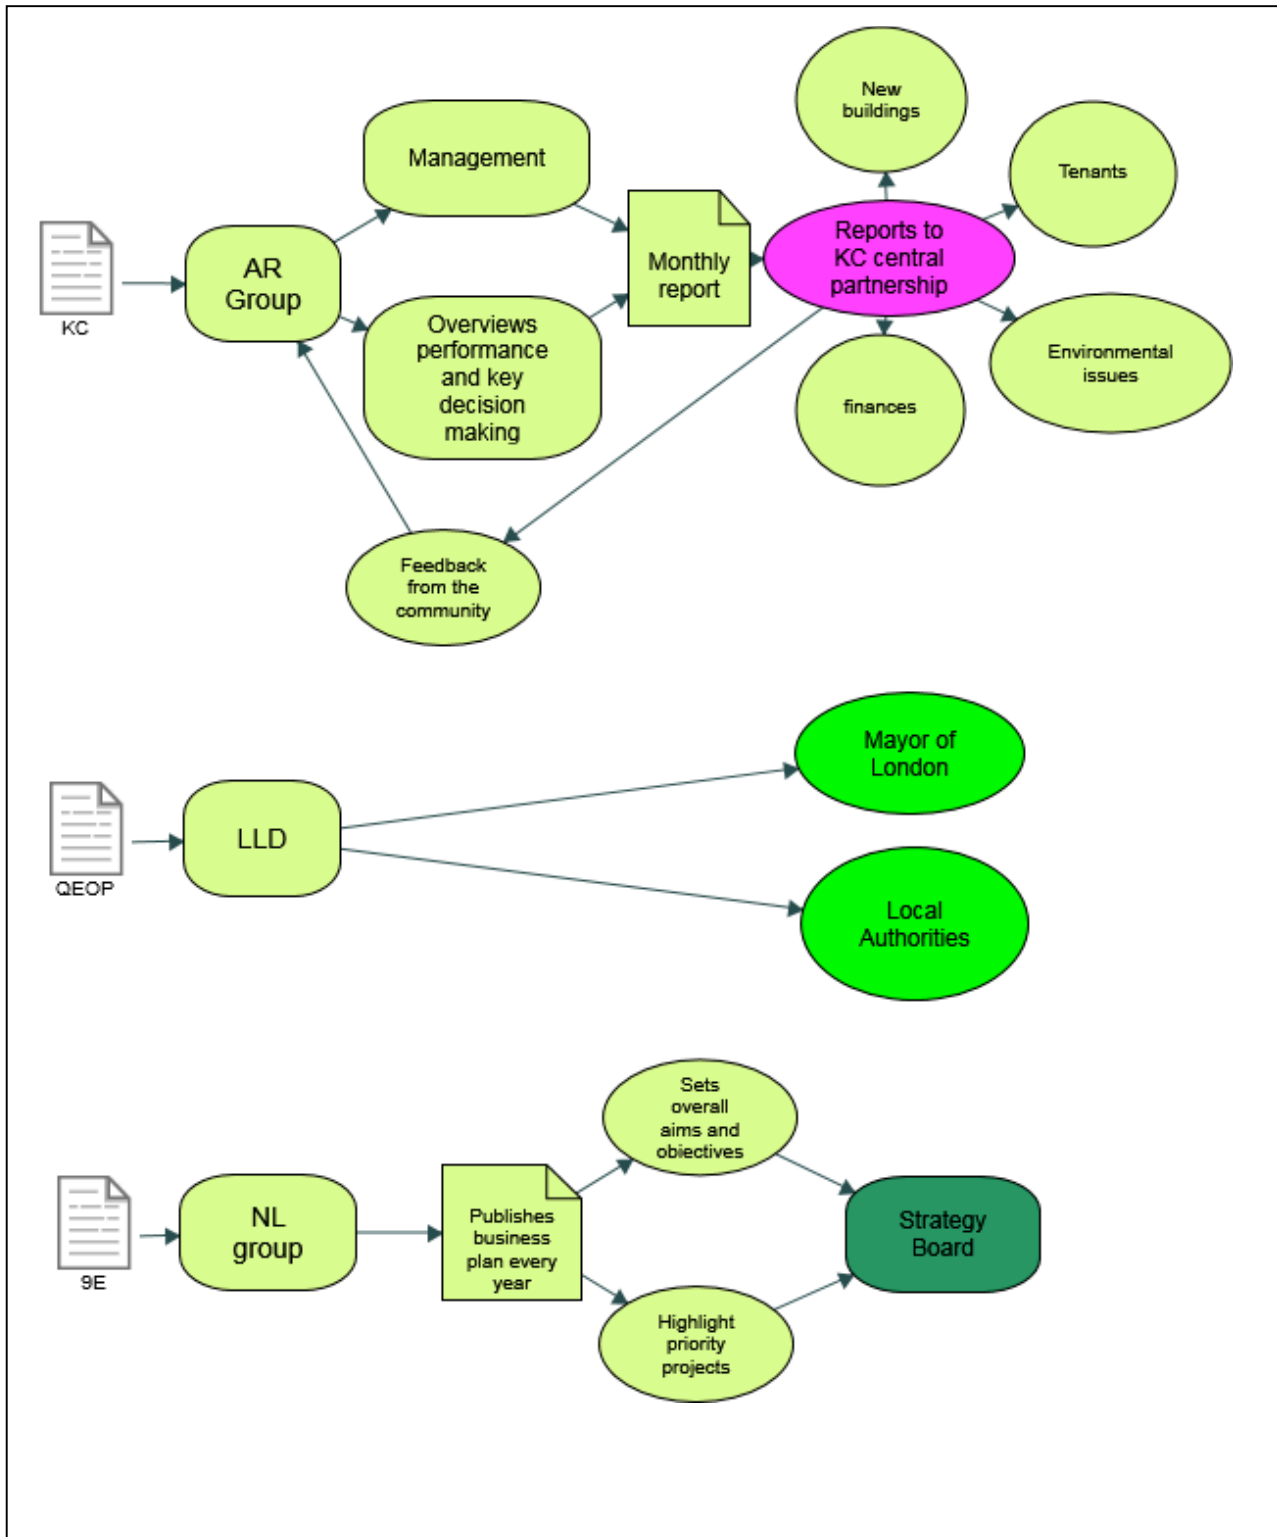 New
buildings
Management
Tenants
Reports to
KC central
partnership
AR
Group
Monthly
report
KC
Overviews
performance
and key
decision
making
Environmental
issues
finances
Feedback
from the
community
Mayor of
London
LLD
QEOP
Local
Authorities
Sets
overall
aims and
obiectives
NL
group
Publishes
business
plan every
year
Strategy
Board
9E
Highlight
priority
projects